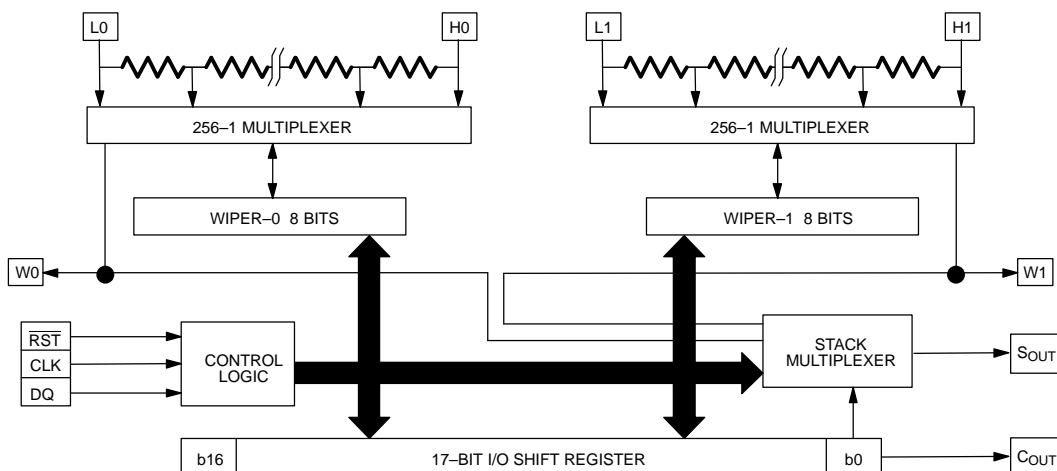 L0 H0 L1 H1
256–1 MULTIPLEXER 256–1 MULTIPLEXER
WIPER–0 8 BITS WIPER–1 8 BITS
W0 W1
RST
CLK
DQ
CONTROL
LOGIC
STACK
MULTIPLEXER
SOUT
b16 17–BIT I/O SHIFT REGISTER b0
COUT